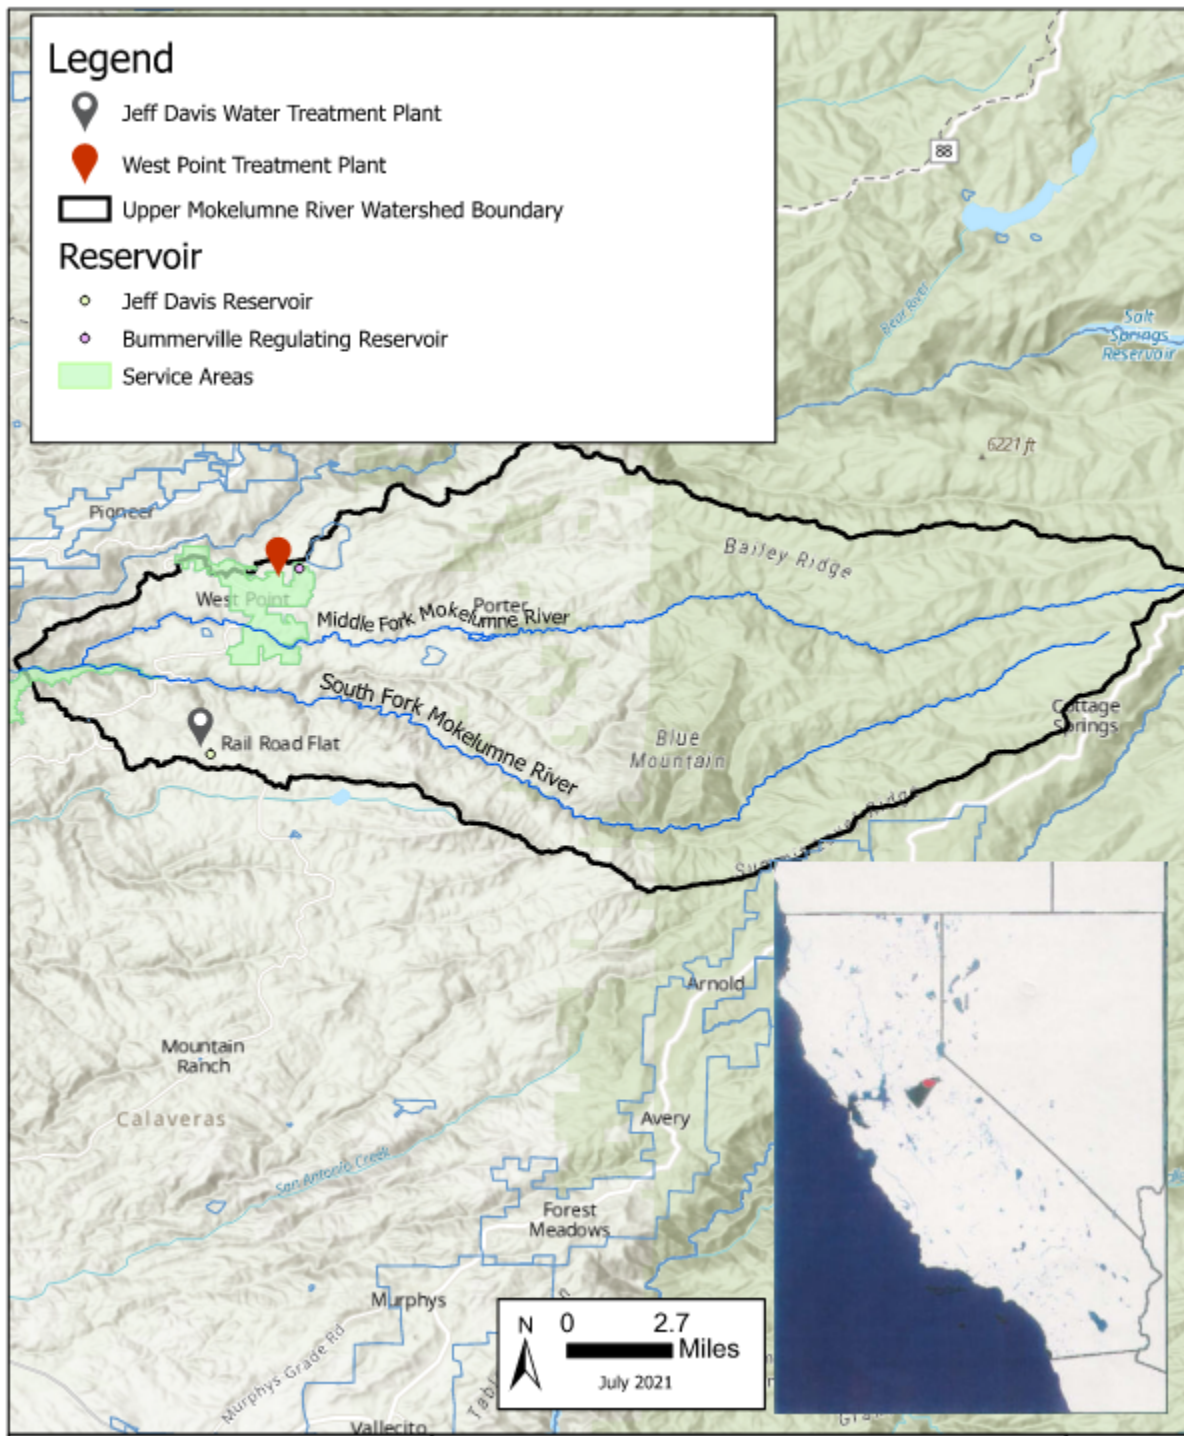 Legend
Jeff Davis Water Treatment Plant
West Point Treatment Plant
Upper Mokelumne River Watershed Boundary
Reservoir
Jeff Davis Reservoir
Bummerville Regulating Reservoir
Service Areas
88
Bear River
Salt
Springs
Reservoir
6221 ft
Pioneer
Bailey Ridge
West Point
Porter
Middle Fork Mokelumne River
South Fork Mokelumne River
Cottage
Springs
Rail Road Flat
Blue
Mountain
Ridge
Arnold
Mountain
Ranch
Calaveras
Avery
San Antonio Creek
Forest
Meadows
Murphys
Murphys Grade Rd
Vallecito
N
0 2.7
Miles
July 2021